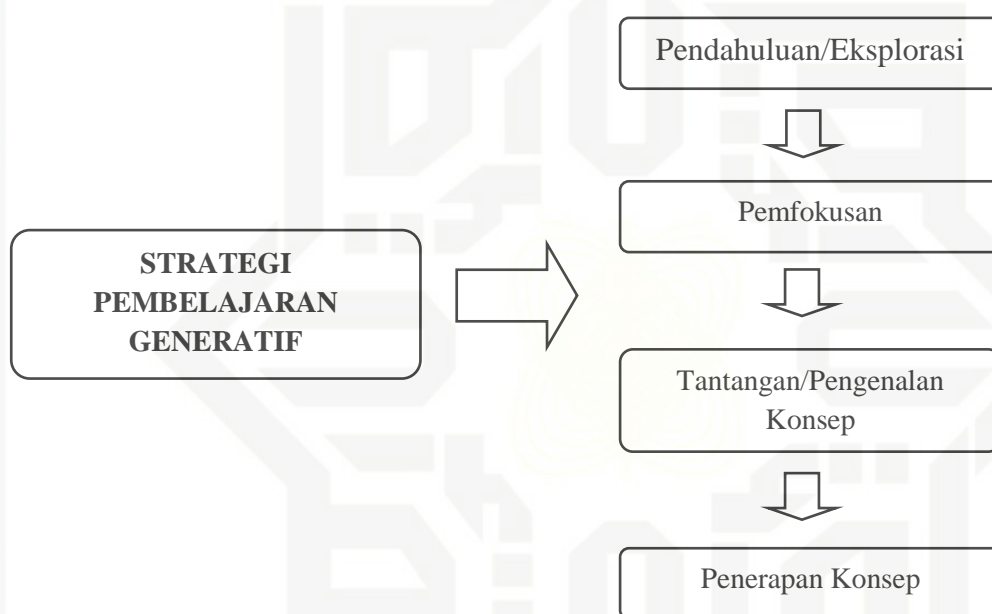 Pendahuluan/Eksplorasi
Pemfokusan
STRATEGI
PEMBELAJARAN
GENERATIF
Tantangan/Pengenalan
Konsep
Penerapan Konsep